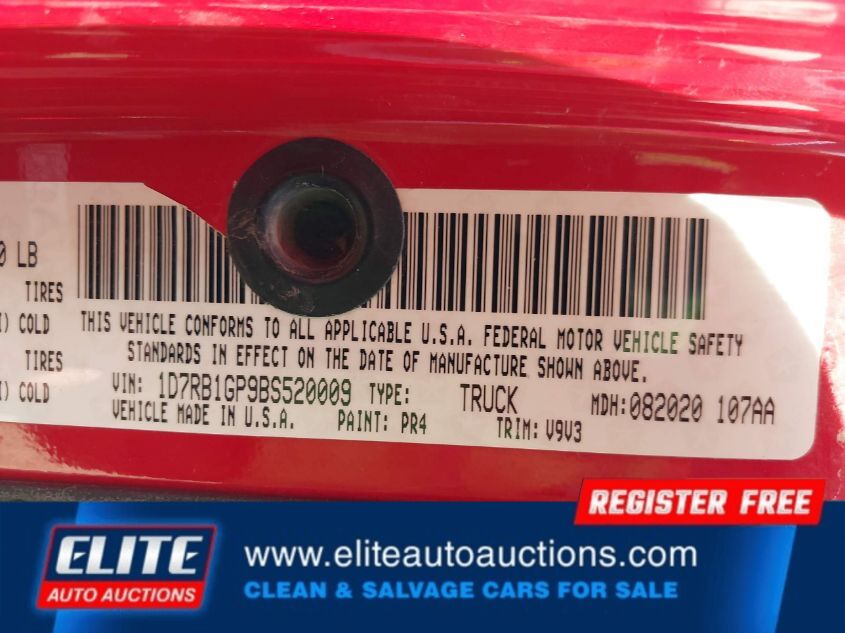 0 LB
TIRES
COLD
TIRES
COLD
THIS VEHICLE CONFORMS TO ALL APPLICABLE U.S.A. FEDERAL MOTOR VEHICLE SAFETY
STANDARDS IN EFFECT ON THE DATE OF MANUFACTURE SHOWN ABOVE.
VIN: 1D7RB1GP9BS520009 TYPE: TRUCK MDH:082020 107AA
VEHICLE MADE IN U.S.A. PAINT: PR4 TRIM: V9V3
REGISTER FREE
ELITE
AUTO AUCTIONS
www.eliteautoauctions.com
CLEAN & SALVAGE CARS FOR SALE